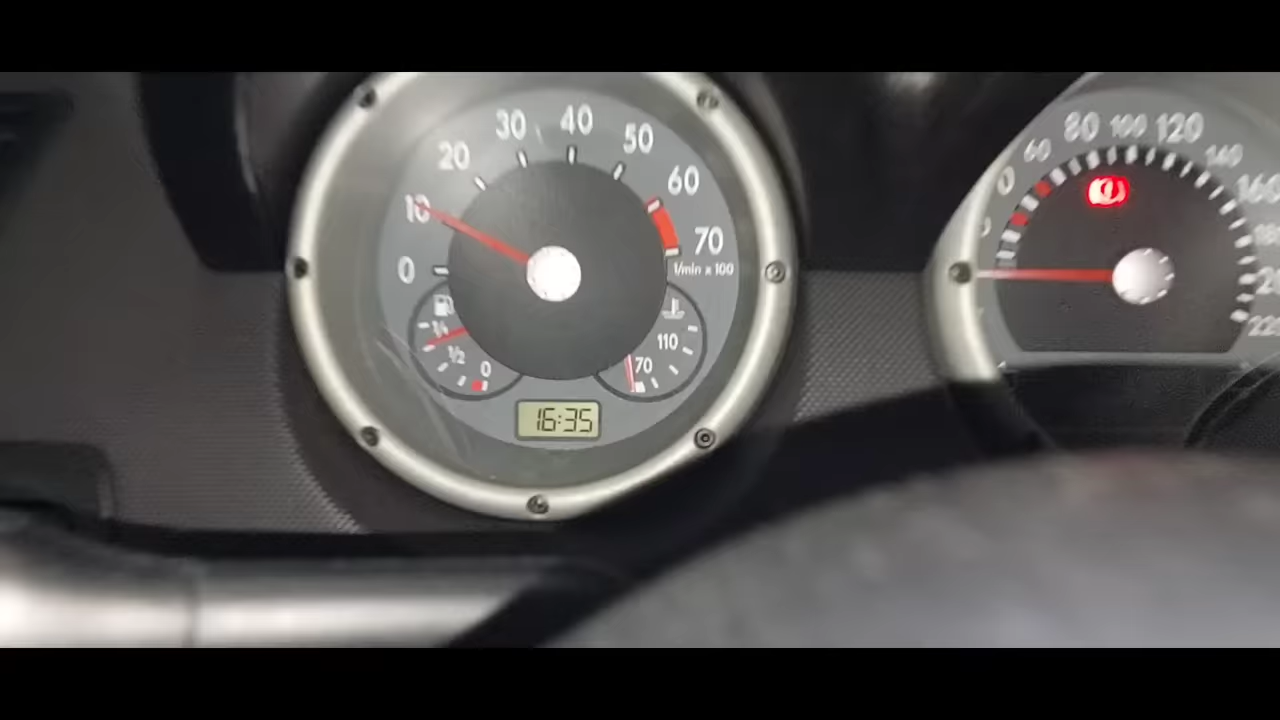 0 10 20 30 40 50 60 70
1/min x 100
1/4 1/2 0
70 110
16:35
60 80 100 120 140 160